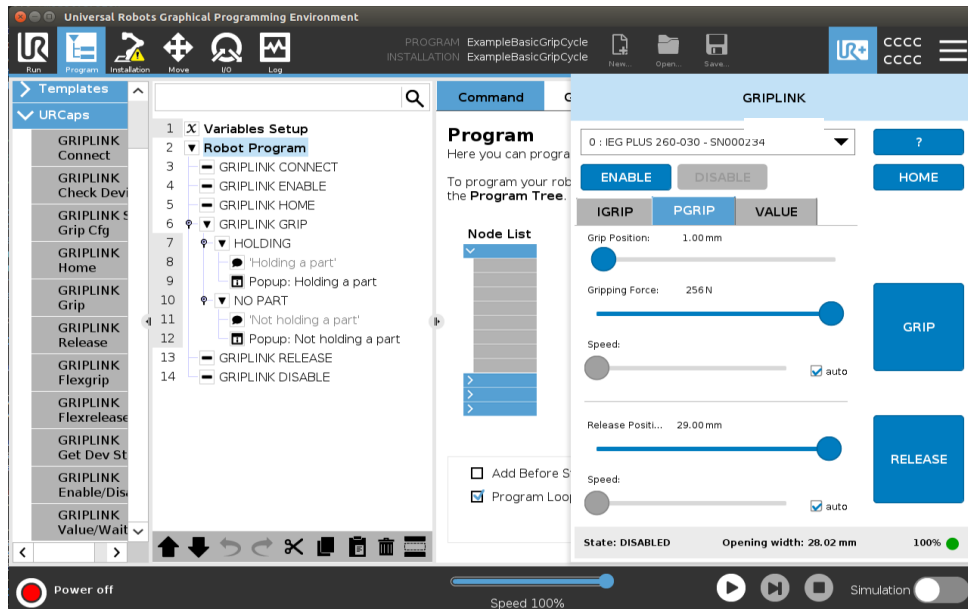 Universal Robots Graphical Programming Environment
Run
Program
Installation
Move
I/O
Log
PROGRAM ExampleBasicGripCycle
INSTALLATION ExampleBasicGripCycle
New...
Open...
Save...
UR+
CCCC
CCCC
Templates
URCaps
GRIPLINK
Connect
GRIPLINK
Check Devi
GRIPLINK S
Grip Cfg
GRIPLINK
Home
GRIPLINK
Grip
GRIPLINK
Release
GRIPLINK
Flexgrip
GRIPLINK
Flexrelease
GRIPLINK
Get Dev St
GRIPLINK
Enable/Dis
GRIPLINK
Value/Wait
1 X Variables Setup
2 Robot Program
3 GRIPLINK CONNECT
4 GRIPLINK ENABLE
5 GRIPLINK HOME
6 GRIPLINK GRIP
7 HOLDING
8 'Holding a part'
9 Popup: Holding a part
10 NO PART
11 'Not holding a part'
12 Popup: Not holding a part
13 GRIPLINK RELEASE
14 GRIPLINK DISABLE
Command
Program
Here you can progra
To program your rob
the Program Tree.
Node List
Add Before S
Program Loop
GRIPLINK
0 : IEG PLUS 260-030 - SN000234
?
ENABLE
DISABLE
HOME
IGRIP
PGRIP
VALUE
Grip Position: 1.00 mm
Gripping Force: 256 N
GRIP
Speed:
auto
Release Positi... 29.00 mm
RELEASE
Speed:
auto
State: DISABLED
Opening width: 28.02 mm
100%
Power off
Speed 100%
Simulation